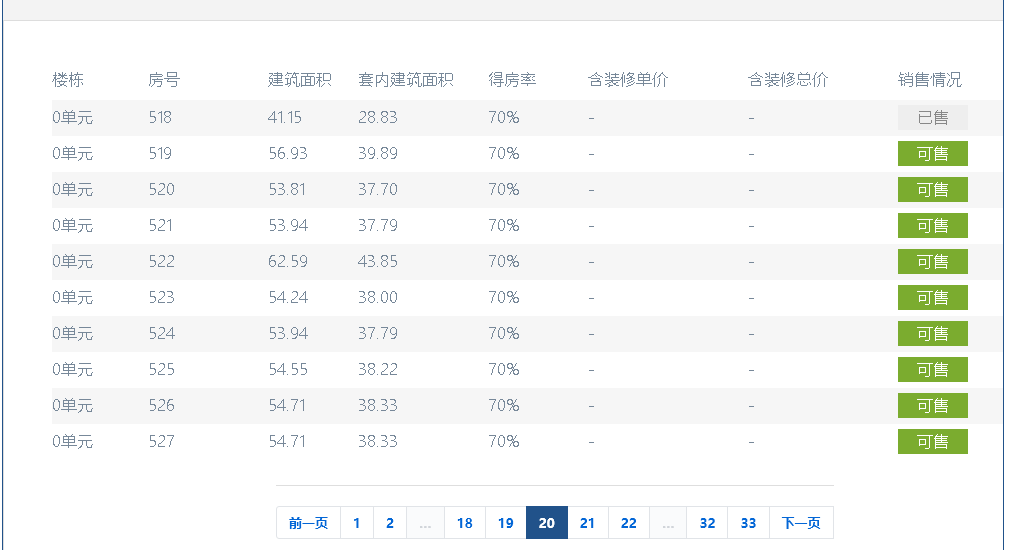 楼栋 房号 建筑面积 套内建筑面积 得房率 含装修单价 含装修总价 销售情况
0单元 518 41.15 28.83 70% - - 已售
0单元 519 56.93 39.89 70% - - 可售
0单元 520 53.81 37.70 70% - - 可售
0单元 521 53.94 37.79 70% - - 可售
0单元 522 62.59 43.85 70% - - 可售
0单元 523 54.24 38.00 70% - - 可售
0单元 524 53.94 37.79 70% - - 可售
0单元 525 54.55 38.22 70% - - 可售
0单元 526 54.71 38.33 70% - - 可售
0单元 527 54.71 38.33 70% - - 可售
前一页 1 2 ... 18 19 20 21 22 ... 32 33 下一页